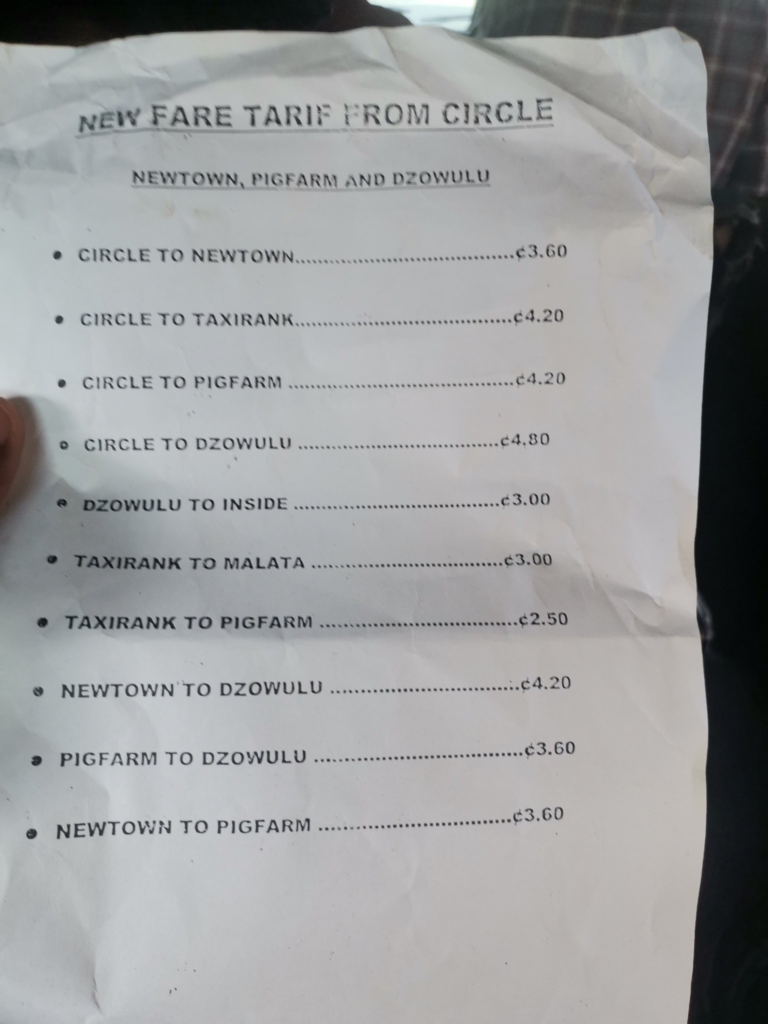 NEW FARE TARIF FROM CIRCLE
NEWTOWN, PIGFARM AND DZOWULU
• CIRCLE TO NEWTOWN.......................................¢3.60
• CIRCLE TO TAXIRANK......................................¢4.20
• CIRCLE TO PIGFARM .......................................¢4.20
• CIRCLE TO DZOWULU ...................................¢4.80
• DZOWULU TO INSIDE ....................................¢3.00
• TAXIRANK TO MALATA .................................¢3.00
• TAXIRANK TO PIGFARM ..................................¢2.50
• NEWTOWN TO DZOWULU ................................¢4.20
• PIGFARM TO DZOWULU ...................................¢3.60
• NEWTOWN TO PIGFARM .................................¢3.60